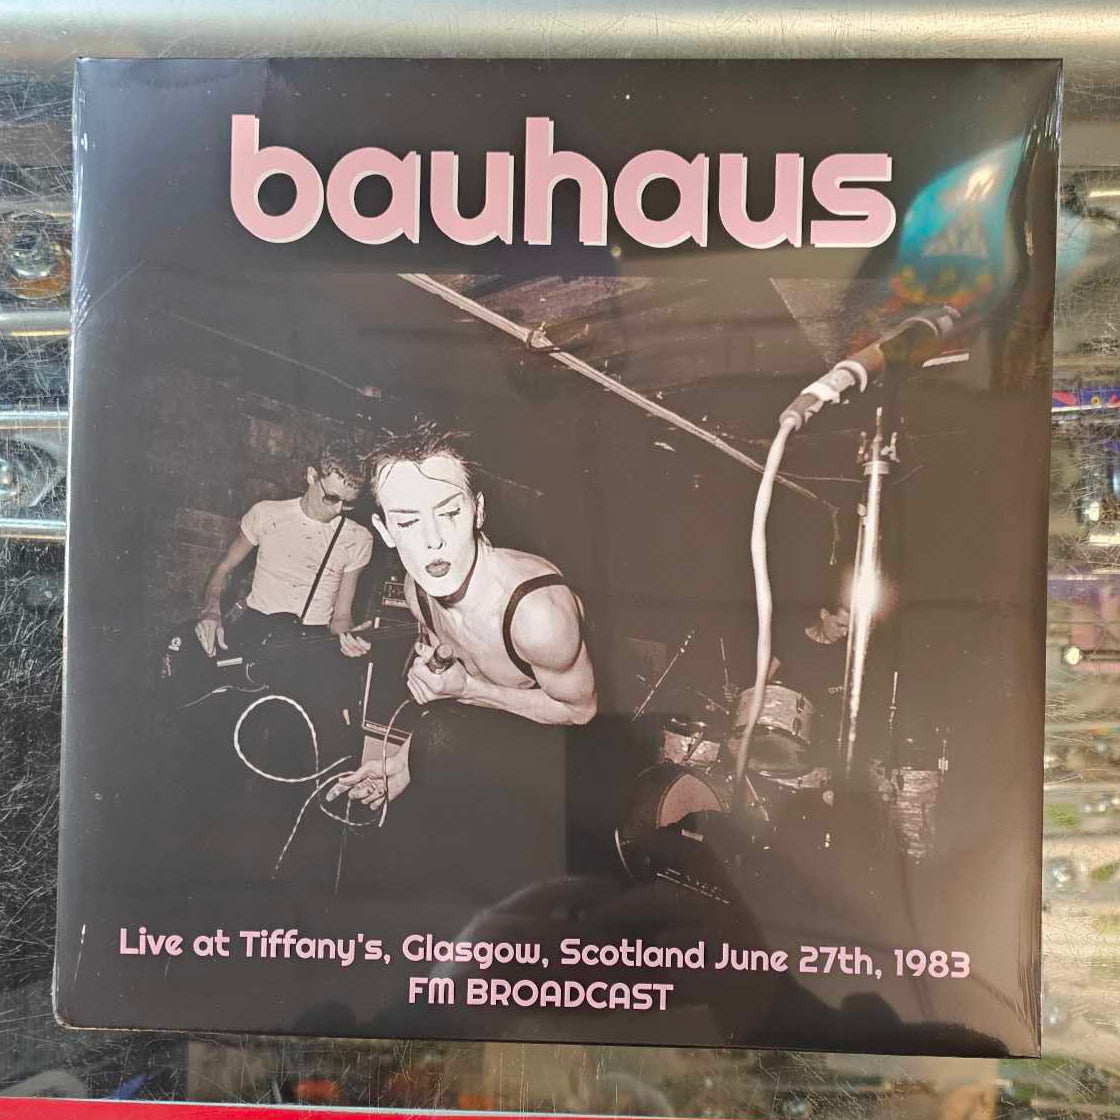 bauhaus
Live at Tiffany's, Glasgow, Scotland June 27th, 1983
FM BROADCAST